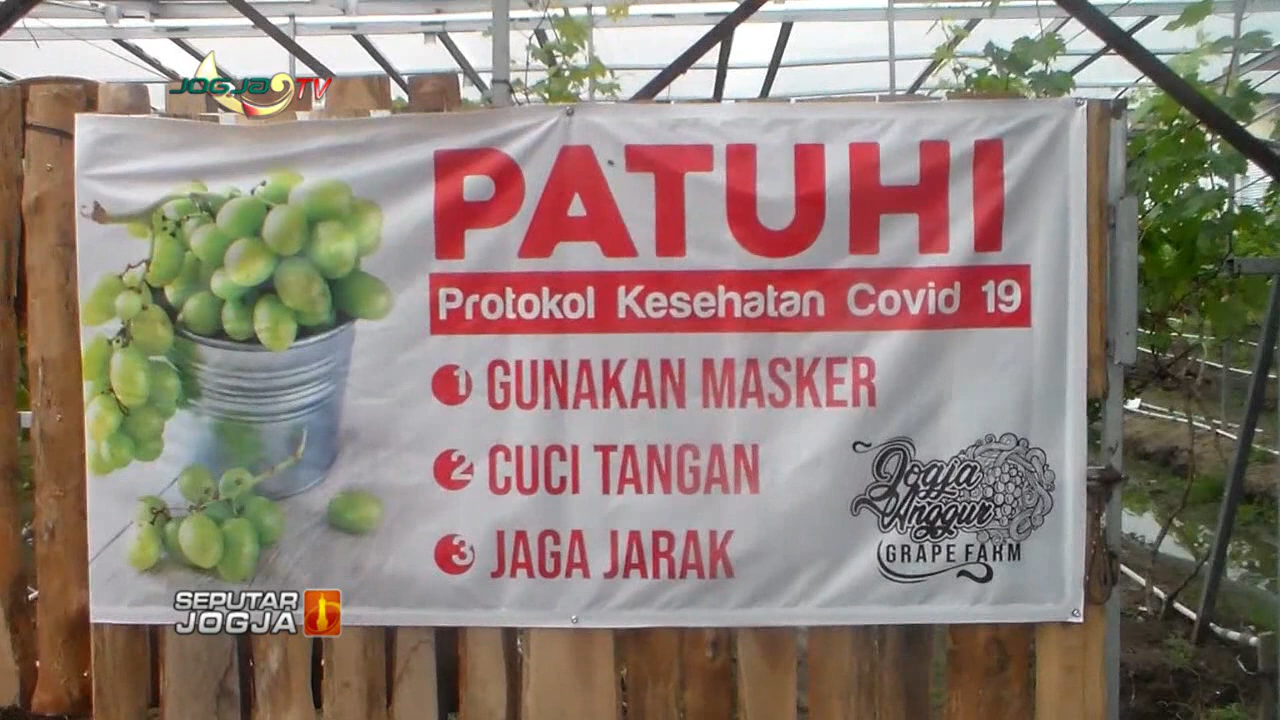 JOGJA TV
PATUHI
Protokol Kesehatan Covid 19
1 GUNAKAN MASKER
2 CUCI TANGAN
3 JAGA JARAK
Jogja
Anggur
GRAPE FARM
SEPUTAR
JOGJA